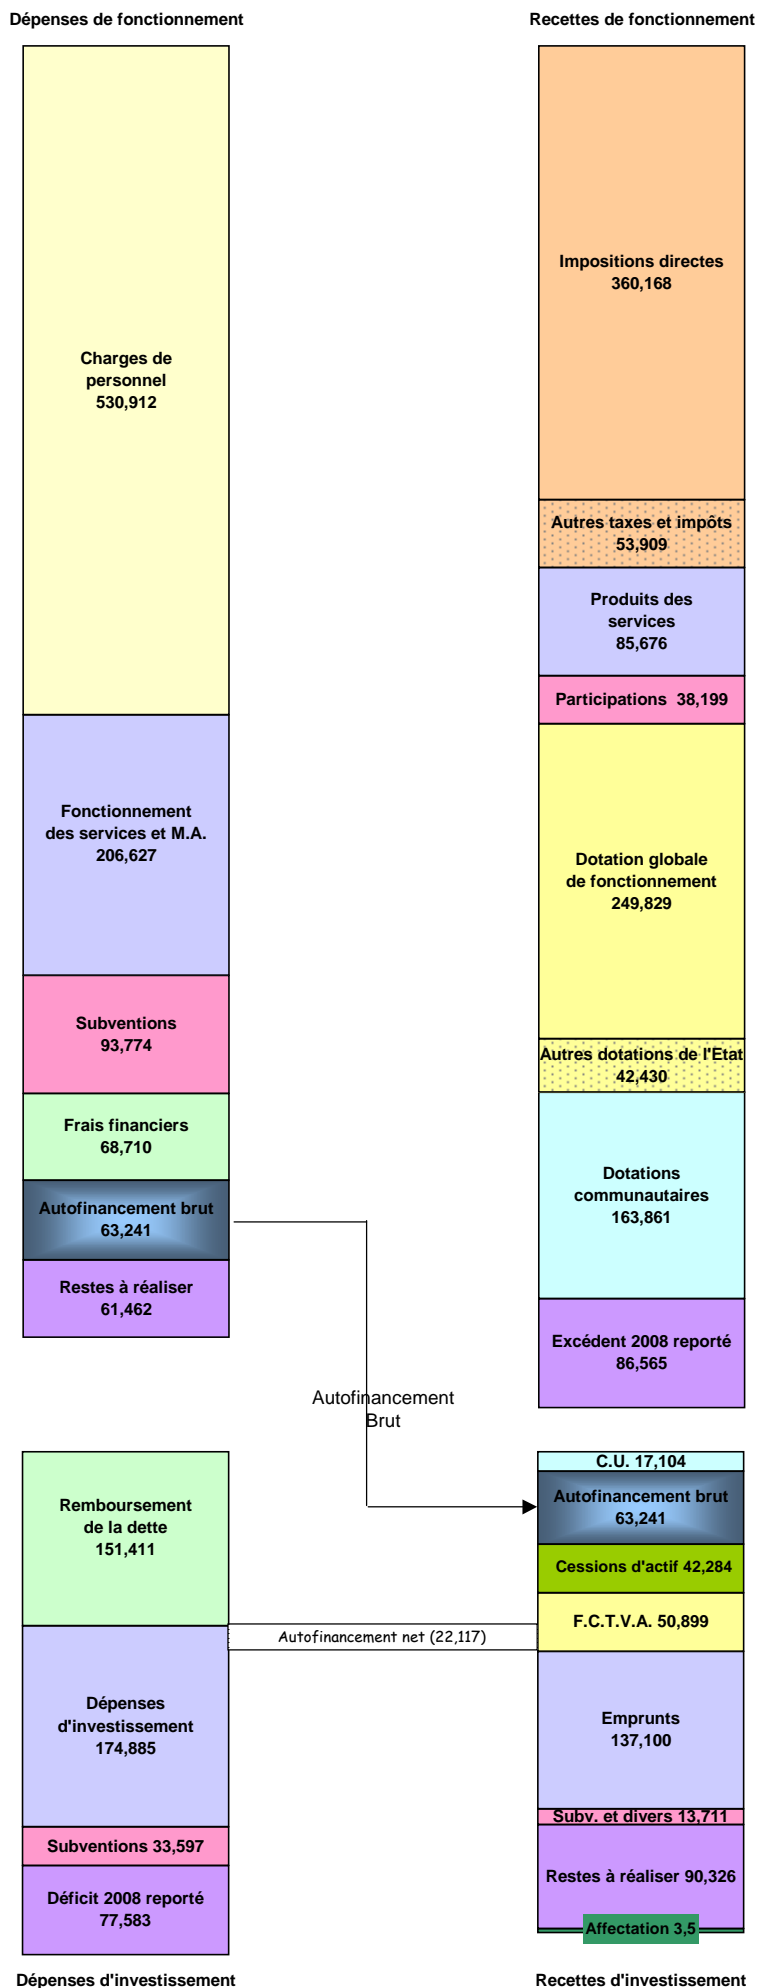 Dépenses de fonctionnement
Recettes de fonctionnement
Charges de
personnel
530,912
Fonctionnement
des services et M.A.
206,627
Subventions
93,774
Frais financiers
68,710
Autofinancement brut
63,241
Restes à réaliser
61,462
Impositions directes
360,168
Autres taxes et impôts
53,909
Produits des
services
85,676
Participations 38,199
Dotation globale
de fonctionnement
249,829
Autres dotations de l'Etat
42,430
Dotations
communautaires
163,861
Excédent 2008 reporté
86,565
Autofinancement
Brut
Remboursement
de la dette
151,411
Dépenses
d'investissement
174,885
Subventions 33,597
Déficit 2008 reporté
77,583
Autofinancement net (22,117)
C.U. 17,104
Autofinancement brut
63,241
Cessions d'actif 42,284
F.C.T.V.A. 50,899
Emprunts
137,100
Subv. et divers 13,711
Restes à réaliser 90,326
Affectation 3,5
Dépenses d'investissement
Recettes d'investissement